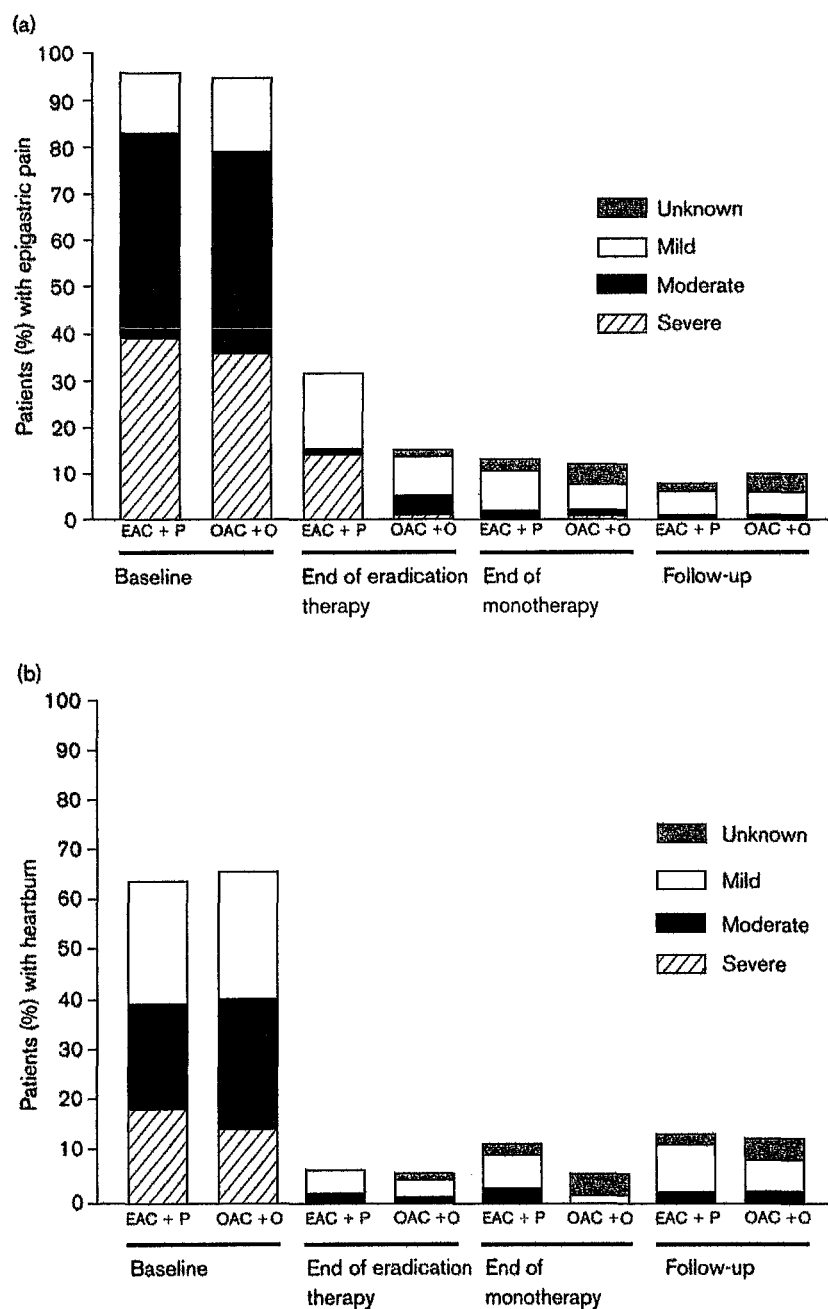 (a)
100
90
80
70
60
50
40
30
20
10
0
Patients (%) with epigastric pain
Unknown
Mild
Moderate
Severe
EAC + P OAC + O EAC + P OAC + O EAC + P OAC + O EAC + P OAC + O
Baseline End of eradication therapy End of monotherapy Follow-up
(b)
100
90
80
70
60
50
40
30
20
10
0
Patients (%) with heartburn
Unknown
Mild
Moderate
Severe
EAC + P OAC + O EAC + P OAC + O EAC + P OAC + O EAC + P OAC + O
Baseline End of eradication therapy End of monotherapy Follow-up